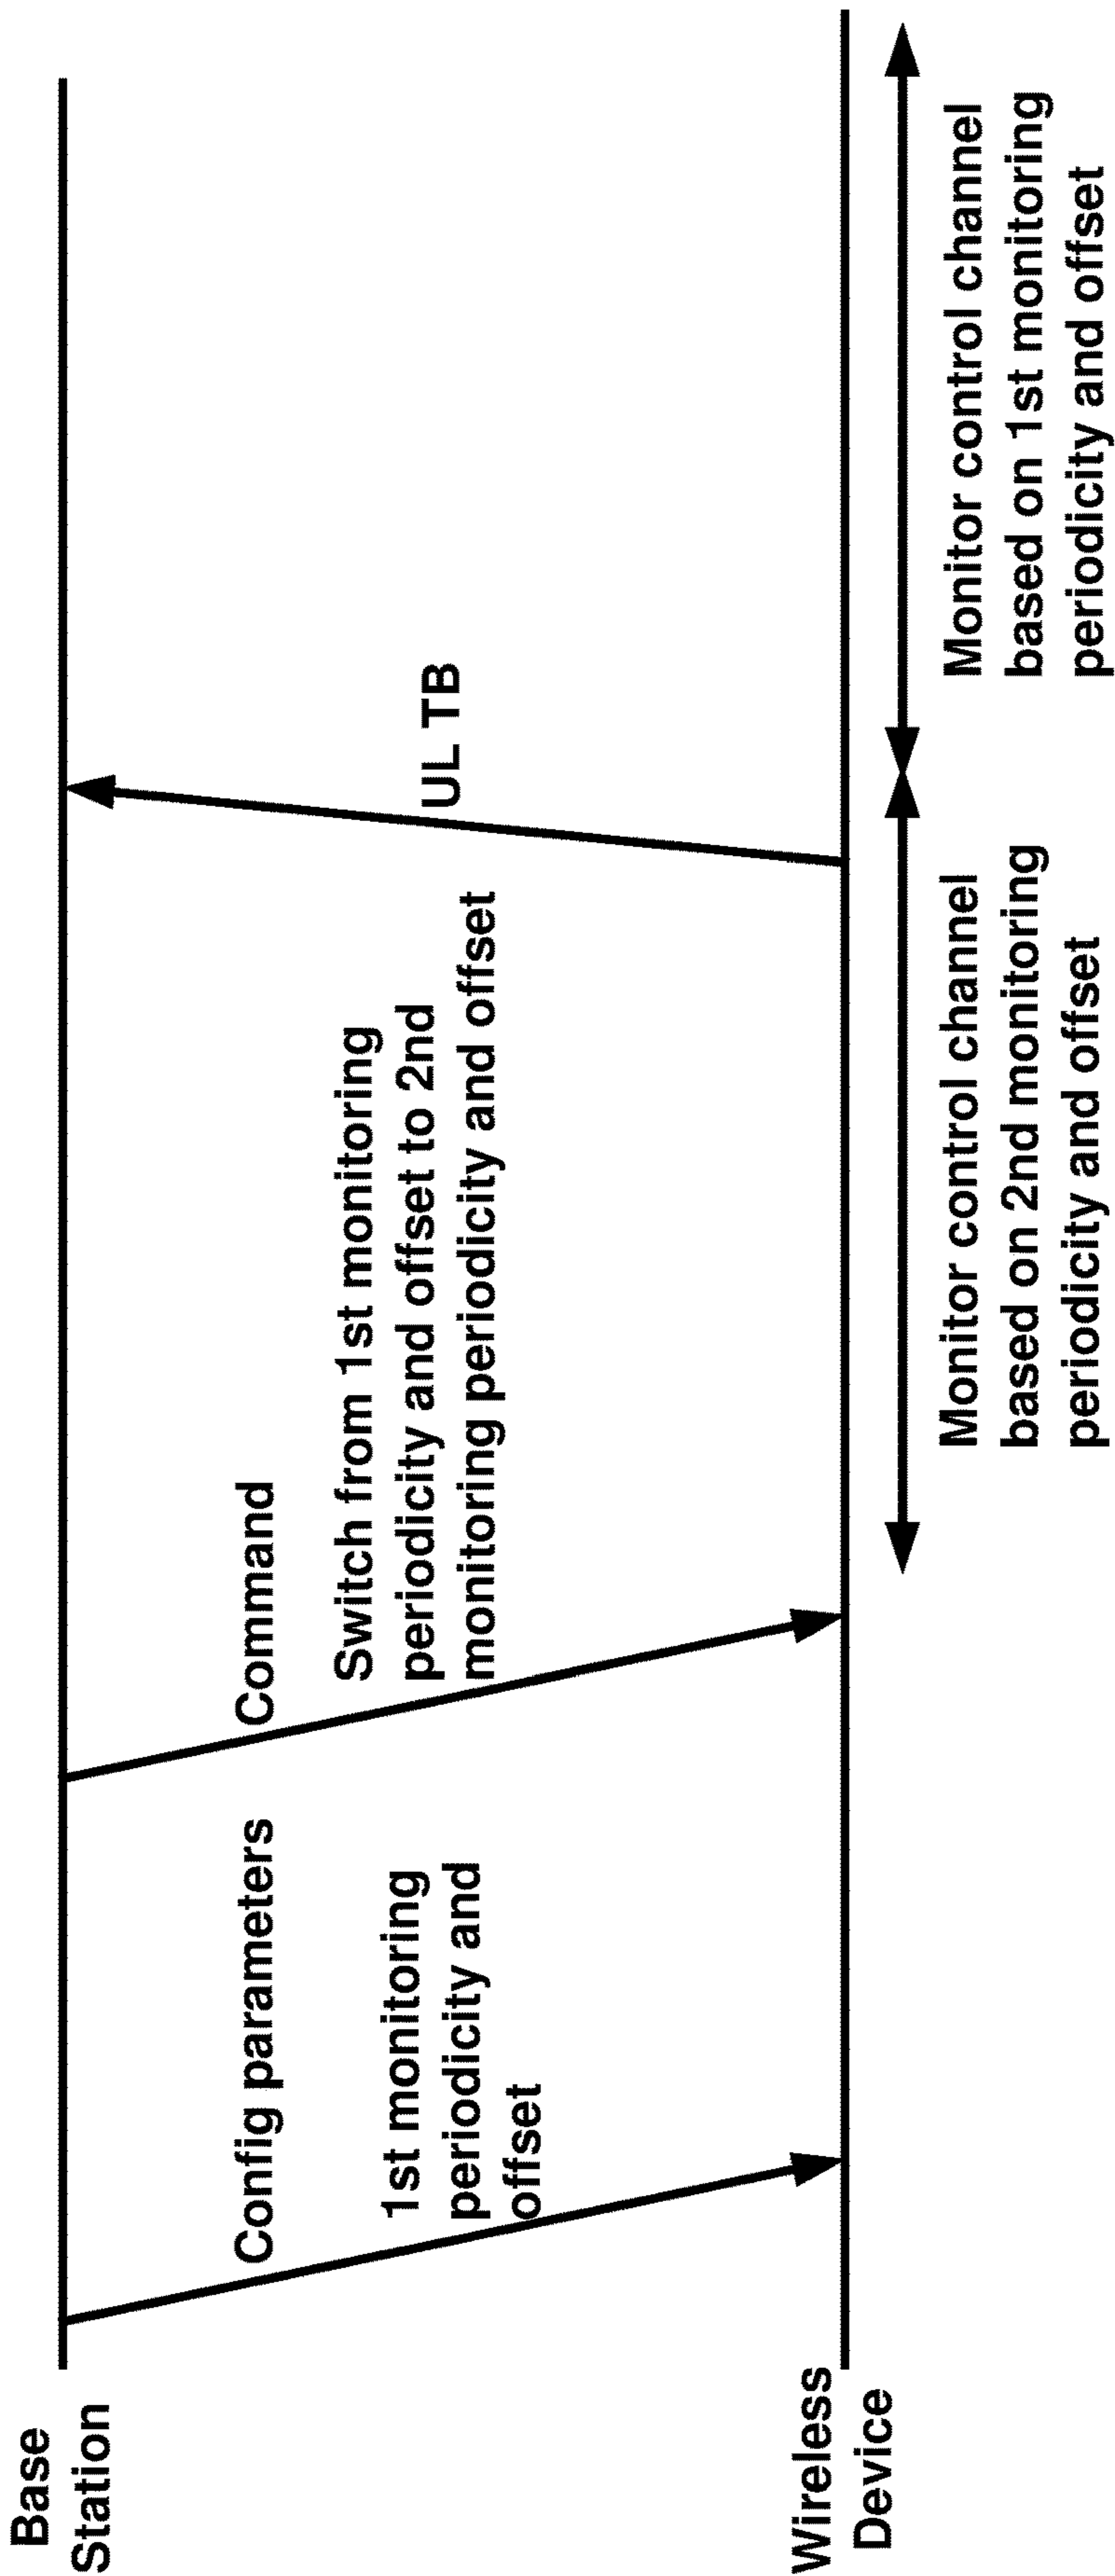 Base
Station
Config parameters
1st monitoring
periodicity and
offset
Command
Switch from 1st monitoring
periodicity and offset to 2nd
monitoring periodicity and offset
UL TB
Wireless
Device
Monitor control channel
based on 2nd monitoring
periodicity and offset
Monitor control channel
based on 1st monitoring
periodicity and offset